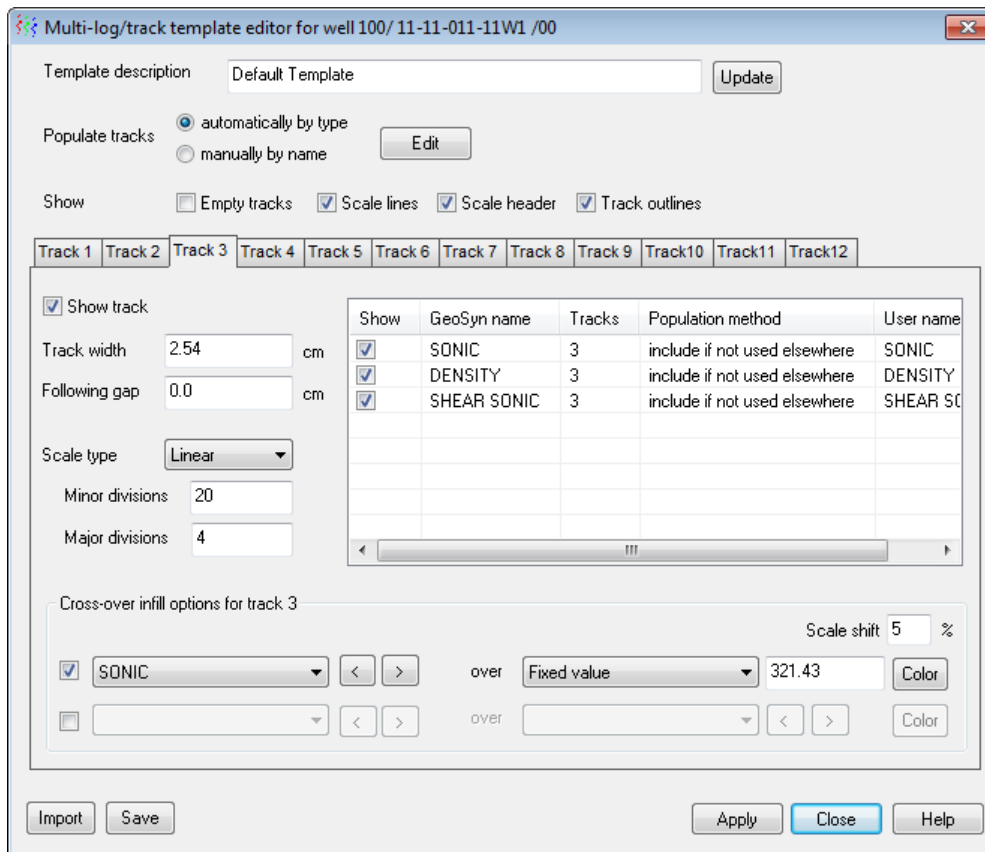 Multi-log/track template editor for well 100/ 11-11-011-11W1 /00
Template description Default Template Update
Populate tracks automatically by type
manually by name
Edit
Show Empty tracks Scale lines Scale header Track outlines
Track 1 Track 2 Track 3 Track 4 Track 5 Track 6 Track 7 Track 8 Track 9 Track10 Track11 Track12
Show track
Track width 2.54 cm
Following gap 0.0 cm
Scale type Linear
Minor divisions 20
Major divisions 4
Show GeoSyn name Tracks Population method User name
SONIC 3 include if not used elsewhere SONIC
DENSITY 3 include if not used elsewhere DENSITY
SHEAR SONIC 3 include if not used elsewhere SHEAR SO
Cross-over infill options for track 3
Scale shift 5 %
SONIC < > over Fixed value 321.43 Color
< > over < > Color
Import Save Apply Close Help